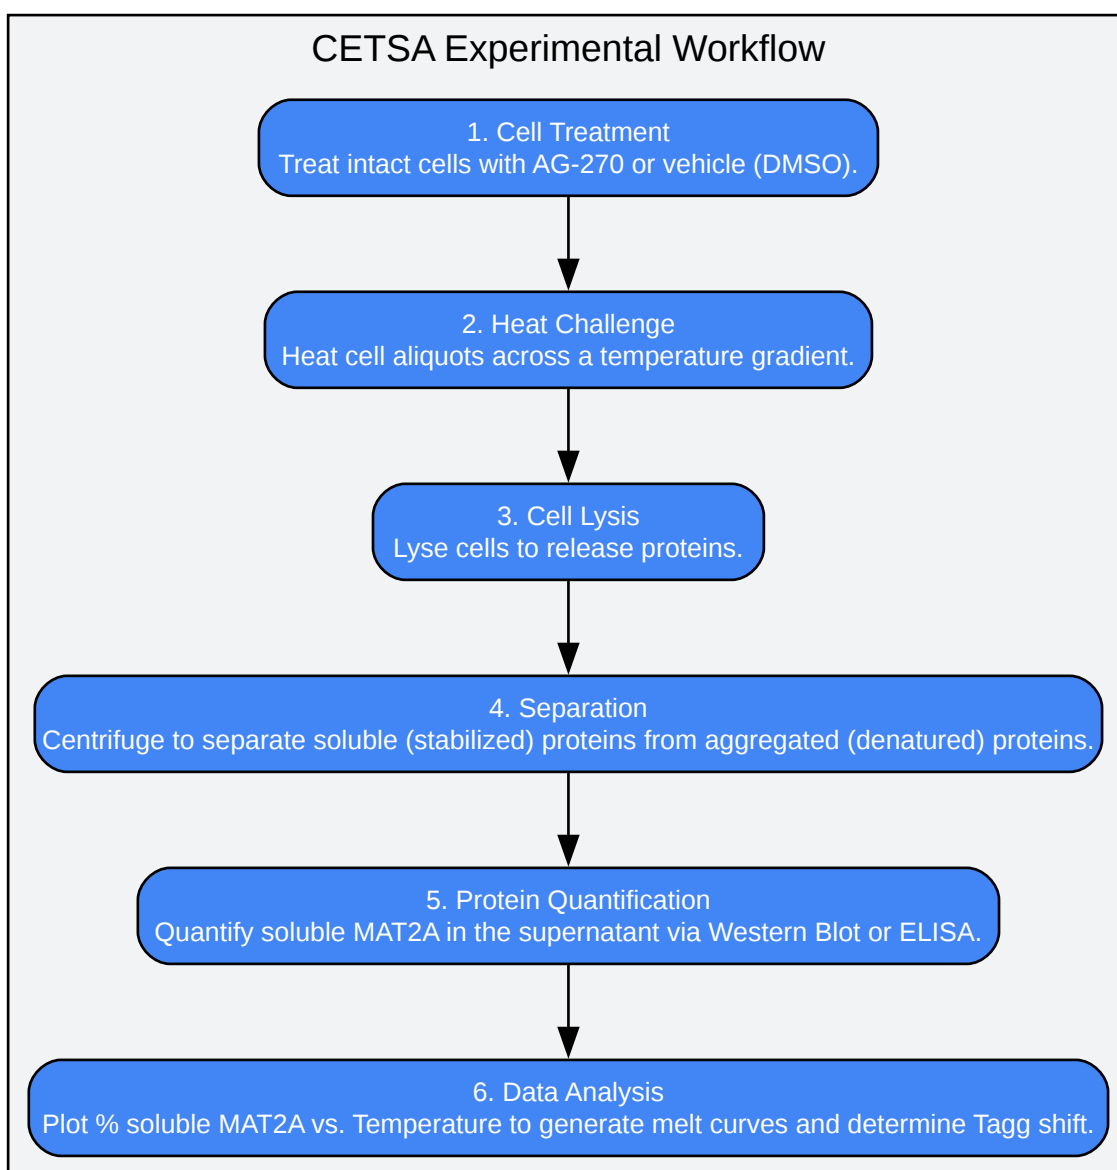 CETSA Experimental Workflow
1. Cell Treatment
Treat intact cells with AG-270 or vehicle (DMSO).
2. Heat Challenge
Heat cell aliquots across a temperature gradient.
3. Cell Lysis
Lyse cells to release proteins.
4. Separation
Centrifuge to separate soluble (stabilized) proteins from aggregated (denatured) proteins.
5. Protein Quantification
Quantify soluble MAT2A in the supernatant via Western Blot or ELISA.
6. Data Analysis
Plot % soluble MAT2A vs. Temperature to generate melt curves and determine Tagg shift.